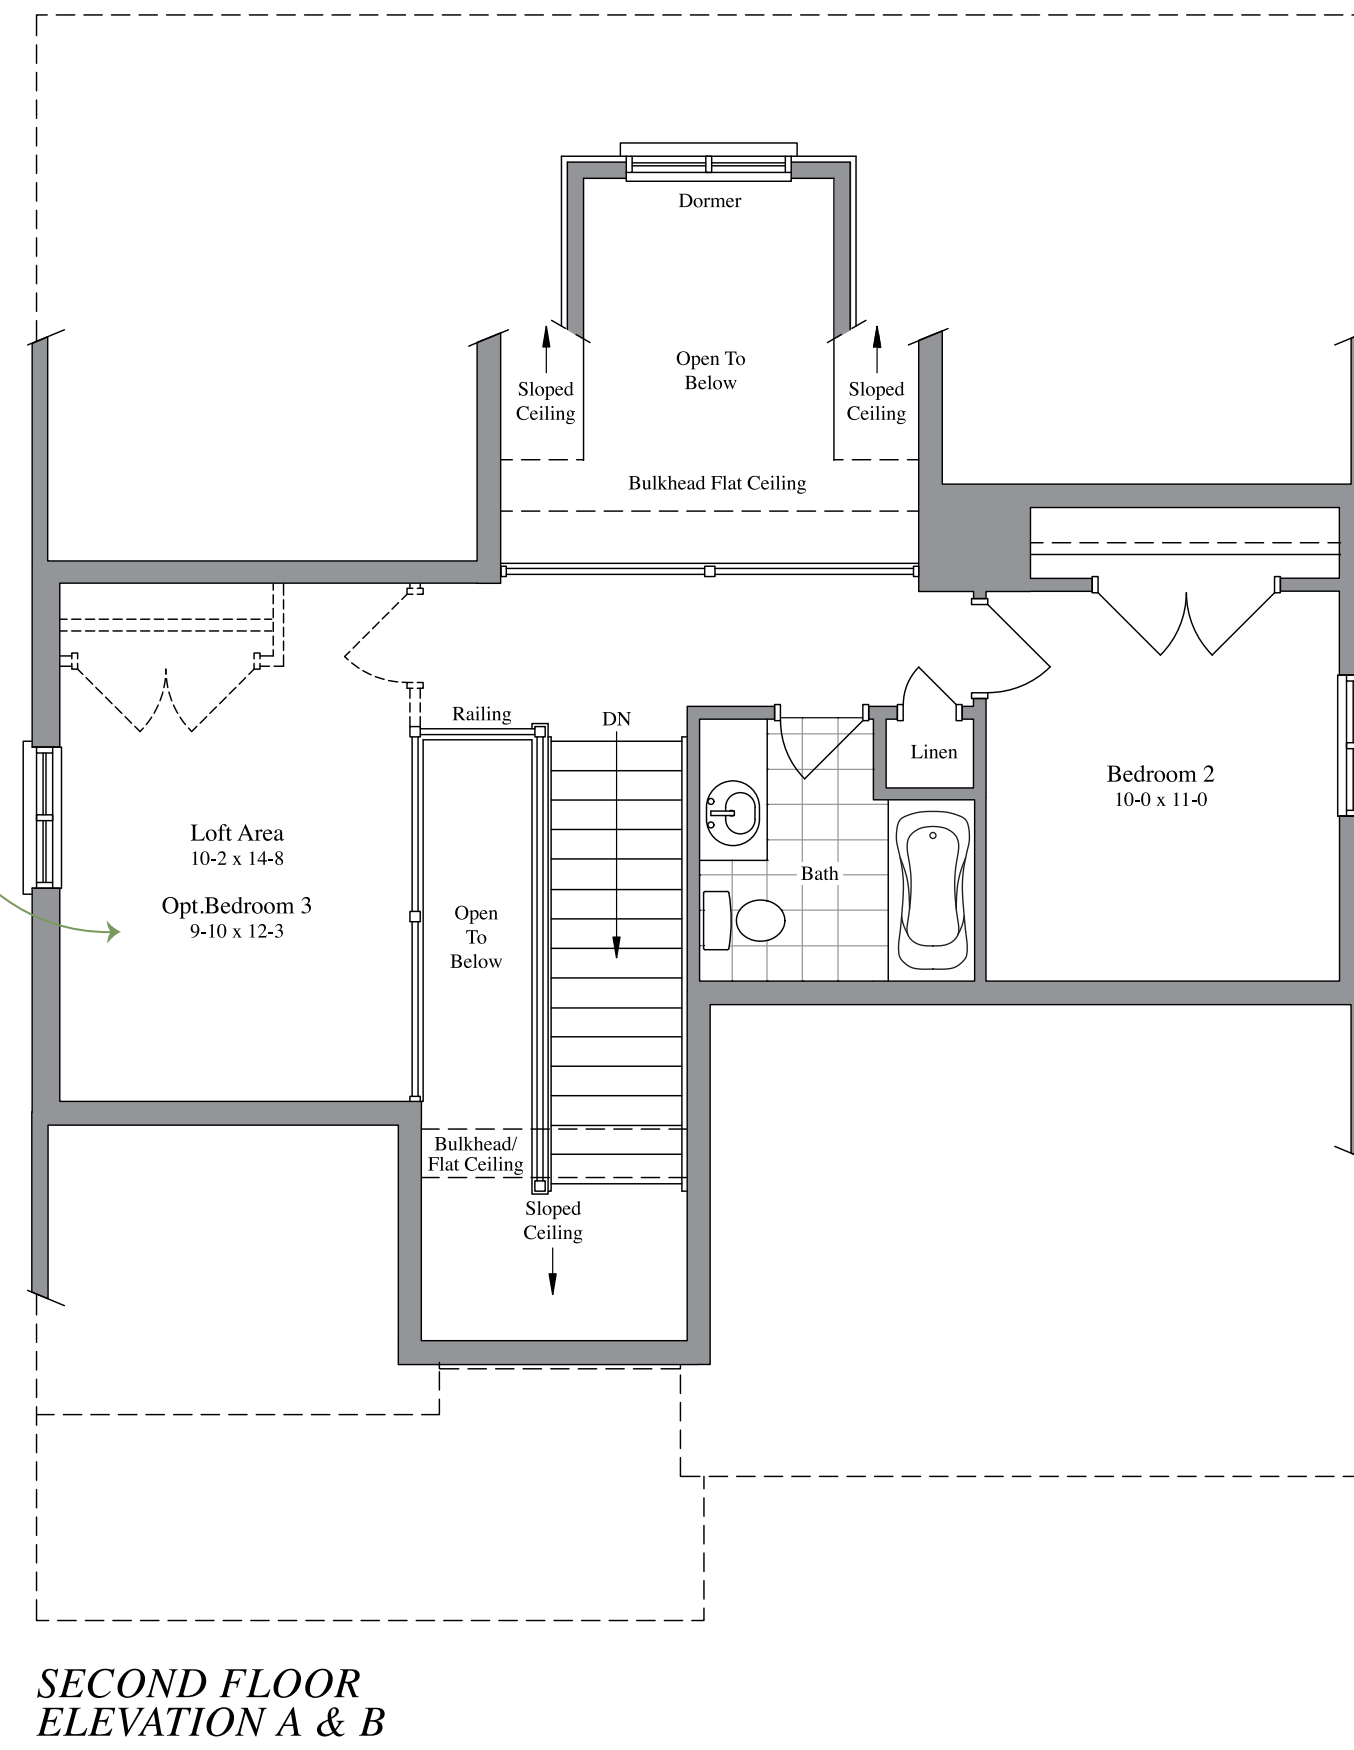 Dormer
Open To
Below
Sloped
Ceiling
Sloped
Ceiling
Bulkhead Flat Ceiling
Railing
DN
Linen
Bedroom 2
10-0 x 11-0
Loft Area
10-2 x 14-8
Opt.Bedroom 3
9-10 x 12-3
Bath
Open
To
Below
Bulkhead/
Flat Ceiling
Sloped
Ceiling
SECOND FLOOR
ELEVATION A & B